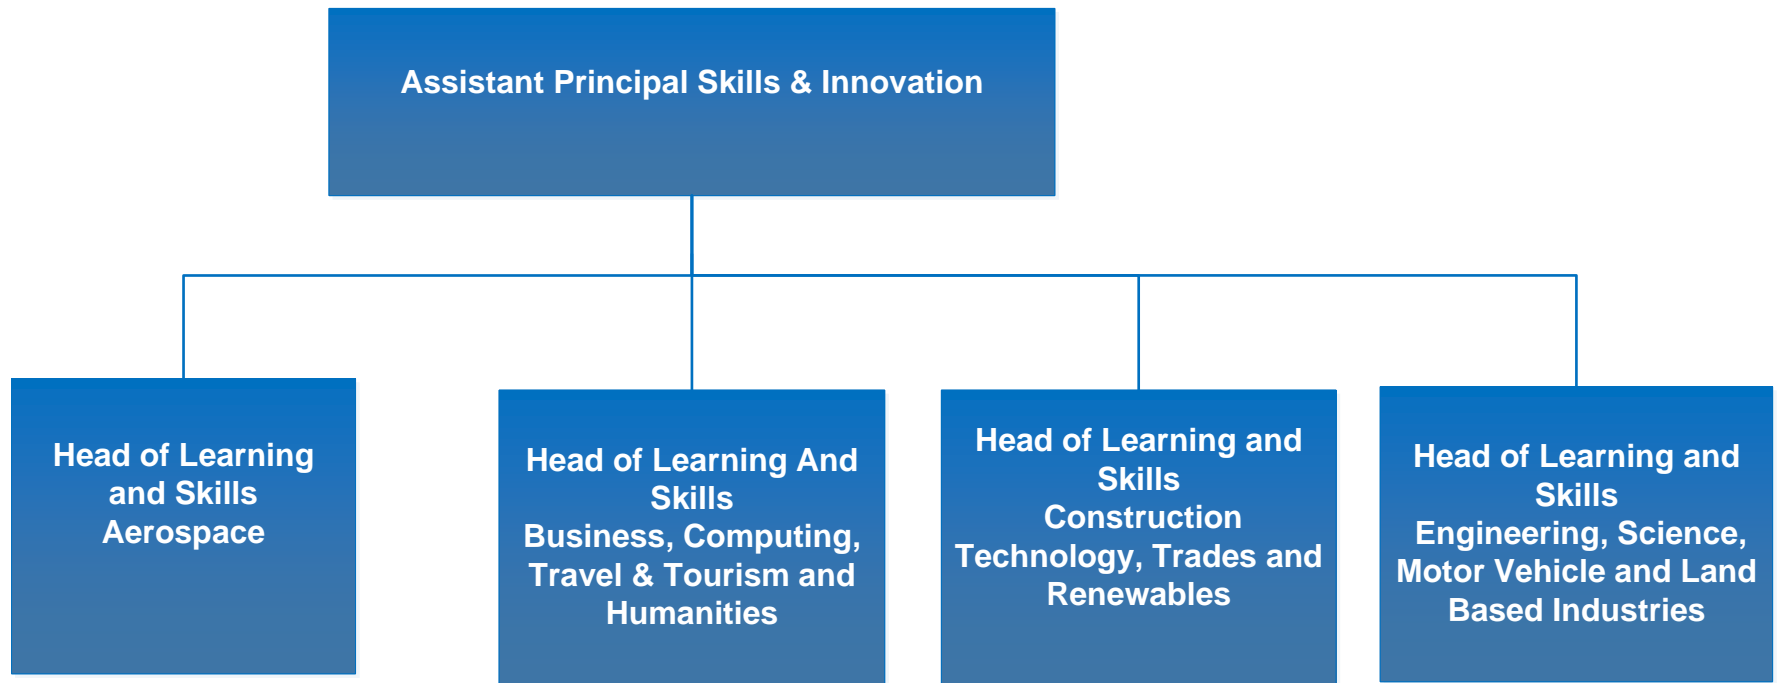 Assistant Principal Skills & Innovation
Head of Learning
and Skills
Aerospace
Head of Learning And
Skills
Business, Computing,
Travel & Tourism and
Humanities
Head of Learning and
Skills
Construction
Technology, Trades and
Renewables
Head of Learning and
Skills
Engineering, Science,
Motor Vehicle and Land
Based Industries